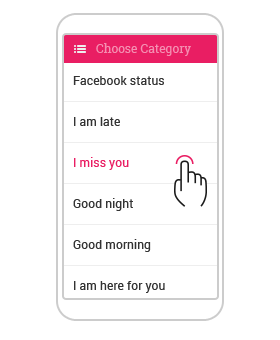 Choose Category
Facebook status
I am late
I miss you
Good night
Good morning
I am here for you